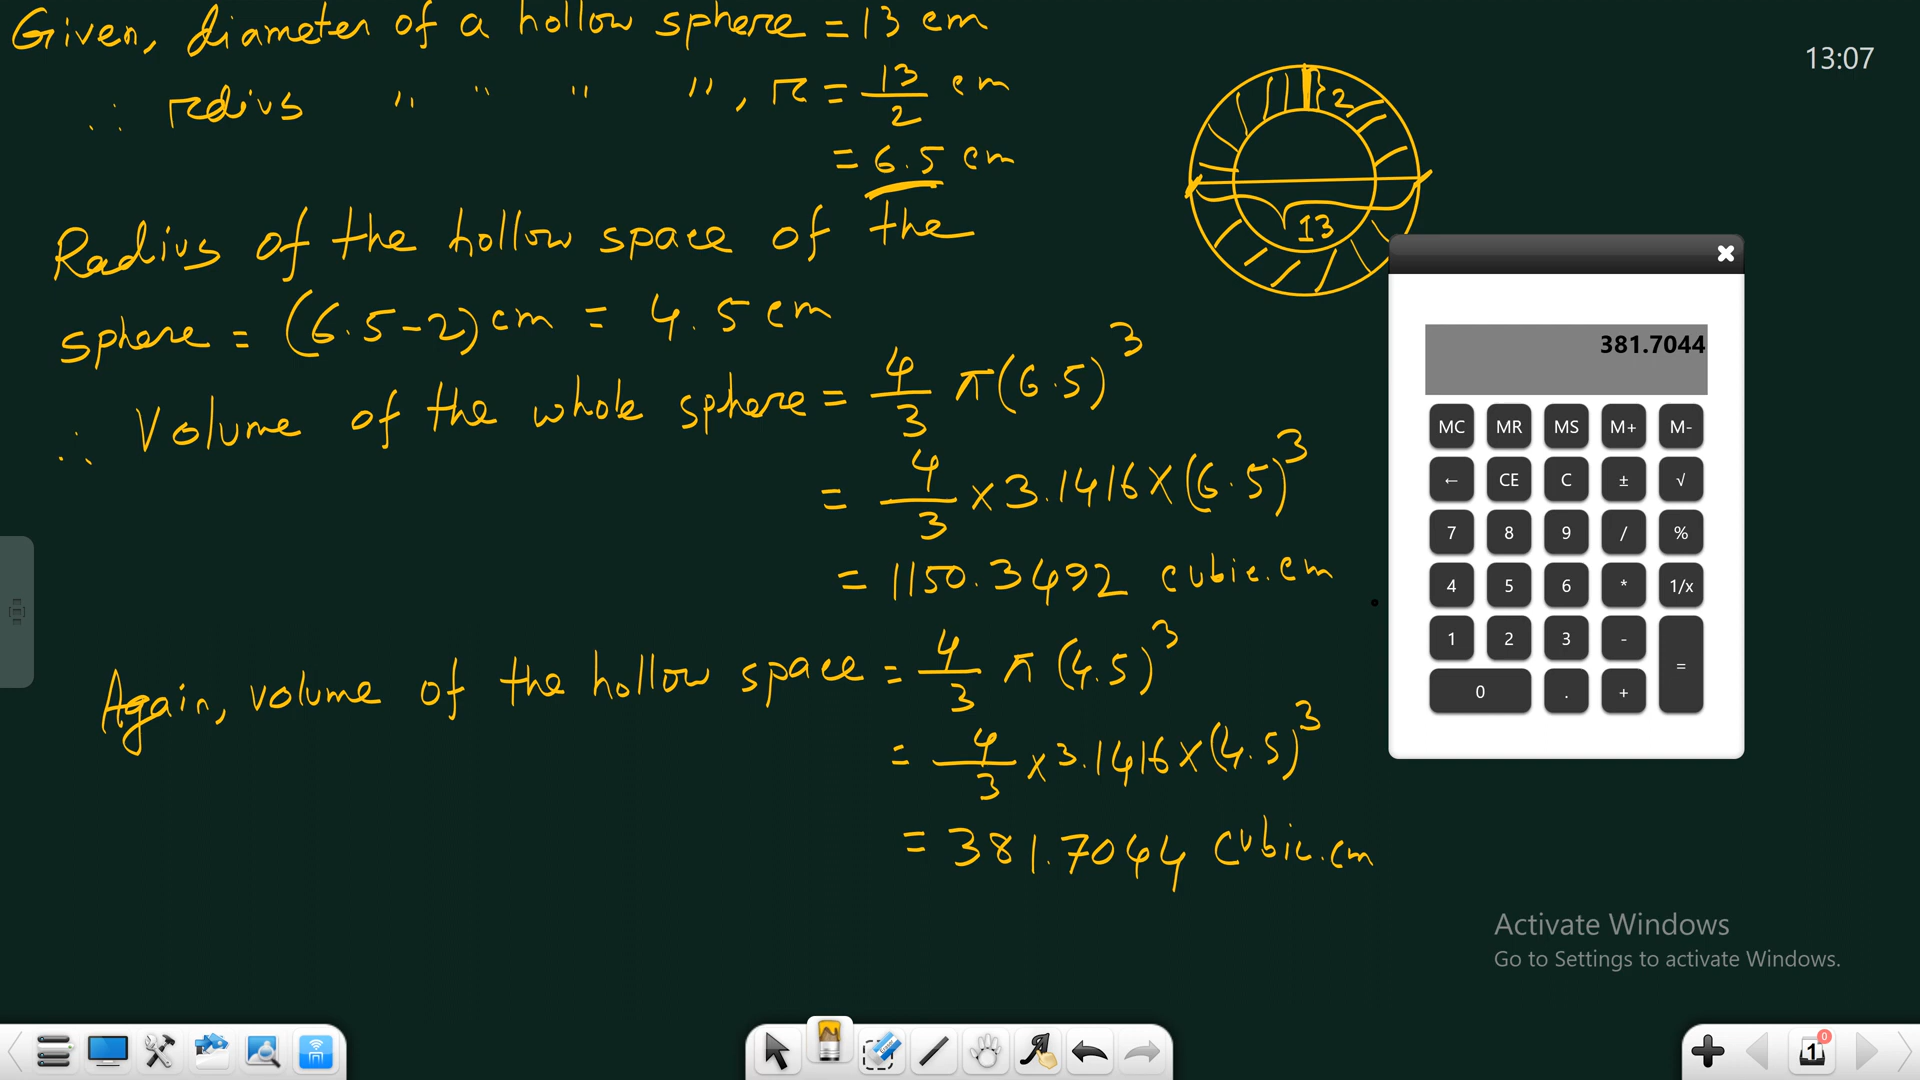 Given, diameter of a hollow sphere = 13 cm
∴ radius " " " ", r = 13/2 cm
= 6.5 cm
Radius of the hollow space of the
sphere = (6.5-2) cm = 4.5 cm
∴ Volume of the whole sphere = 4/3 π(6.5)³
= 4/3 × 3.1416 × (6.5)³
= 1150.3492 cubic.cm
Again, volume of the hollow space = 4/3 π (4.5)³
= 4/3 × 3.1416 × (4.5)³
= 381.7044 cubic.cm
2
13
13:07
381.7044
MC MR MS M+ M-
← CE C ± √
7 8 9 / %
4 5 6 * 1/x
1 2 3 - =
0 . +
Activate Windows
Go to Settings to activate Windows.
1 0